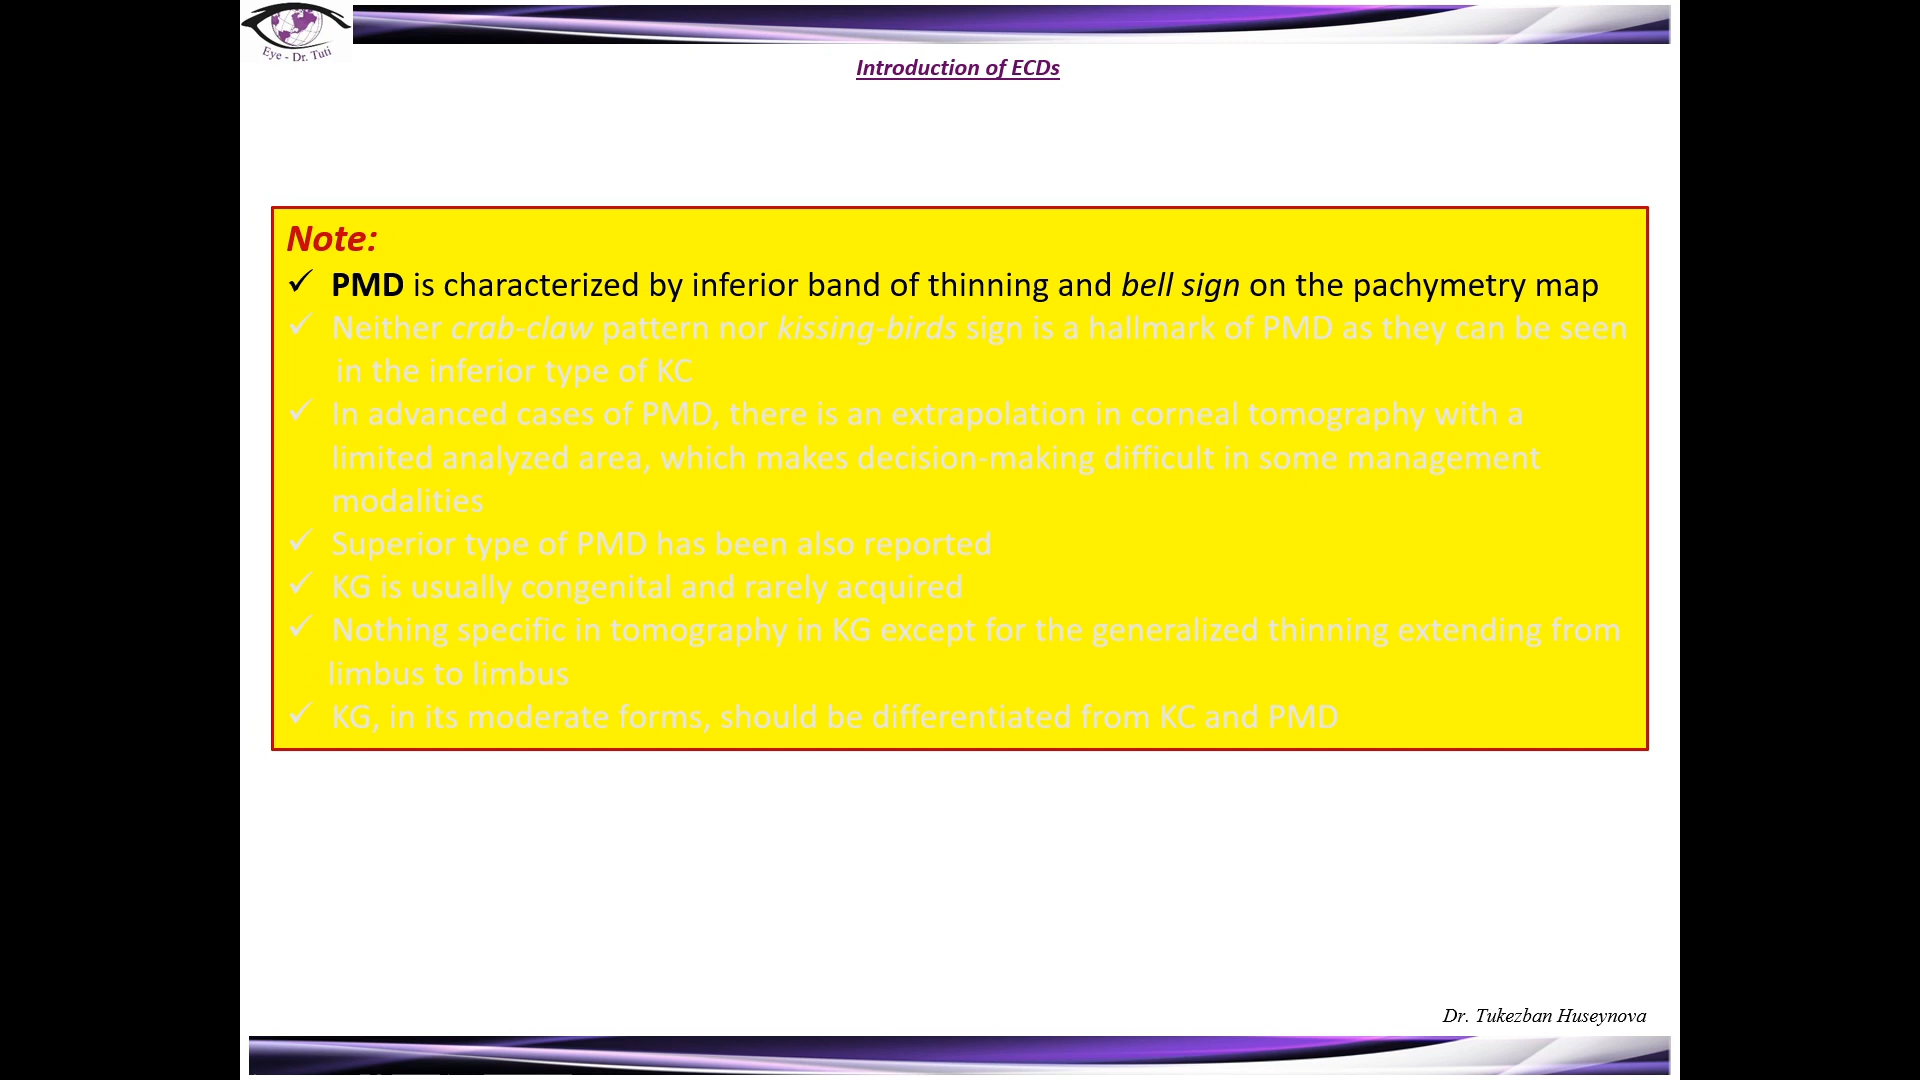 Eye - Dr. Tuti
Introduction of ECDs
Note:
✓ PMD is characterized by inferior band of thinning and bell sign on the pachymetry map
✓ Neither crab-claw pattern nor kissing-birds sign is a hallmark of PMD as they can be seen
in the inferior type of KC
✓ In advanced cases of PMD, there is an extrapolation in corneal tomography with a
limited analyzed area, which makes decision-making difficult in some management
modalities
✓ Superior type of PMD has been also reported
✓ KG is usually congenital and rarely acquired
✓ Nothing specific in tomography in KG except for the generalized thinning extending from
limbus to limbus
✓ KG, in its moderate forms, should be differentiated from KC and PMD
Dr. Tukezban Huseynova